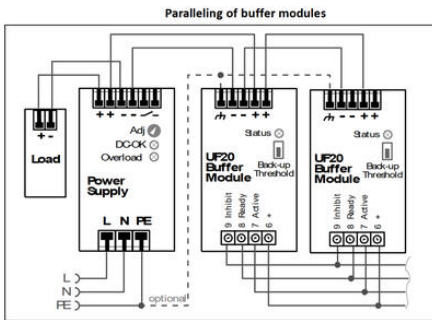 Paralleling of buffer modules
+ + - - 
- - + +
- - + +
+ -
Load
Adj
DC-OK
Overload
Power
Supply
L N PE
Status
UF20
Buffer
Module
Back-up
Threshold
9 Inhibit
8 Ready
7 Active
6 +
Status
UF20
Buffer
Module
Back-up
Threshold
9 Inhibit
8 Ready
7 Active
6 +
L
N
PE
optional